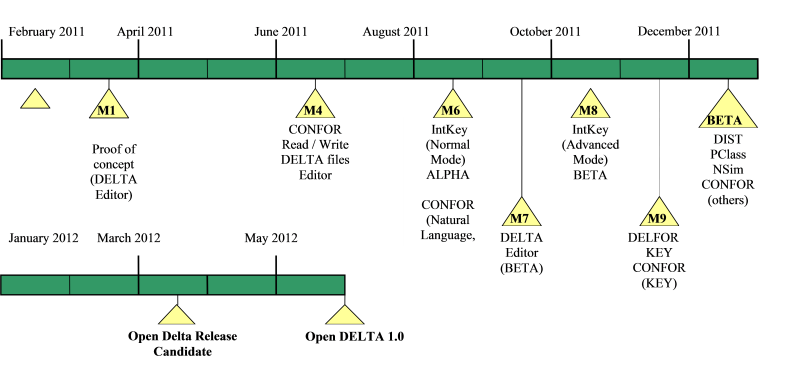 February 2011 April 2011 June 2011 August 2011 October 2011 December 2011
M1
Proof of
concept
(DELTA
Editor)
M4
CONFOR
Read / Write
DELTA files
Editor
M6
IntKey
(Normal
Mode)
ALPHA
CONFOR
(Natural
Language,
M7
DELTA
Editor
(BETA)
M8
IntKey
(Advanced
Mode)
BETA
M9
DELFOR
KEY
CONFOR
(KEY)
BETA
DIST
PClass
NSim
CONFOR
(others)
January 2012 March 2012 May 2012
Open Delta Release
Candidate
Open DELTA 1.0